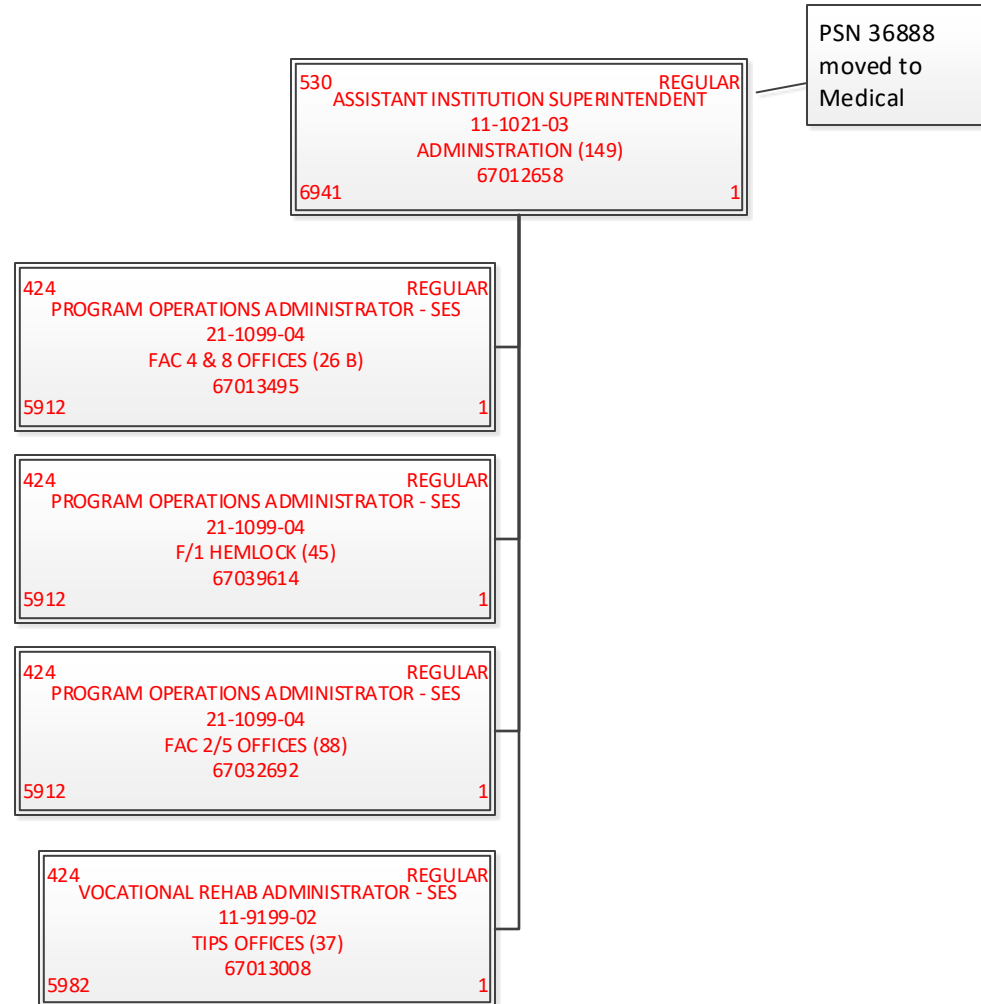 PSN 36888
moved to
Medical
530 REGULAR
ASSISTANT INSTITUTION SUPERINTENDENT
11-1021-03
ADMINISTRATION (149)
67012658
6941 1
424 REGULAR
PROGRAM OPERATIONS ADMINISTRATOR - SES
21-1099-04
FAC 4 & 8 OFFICES (26 B)
67013495
5912 1
424 REGULAR
PROGRAM OPERATIONS ADMINISTRATOR - SES
21-1099-04
F/1 HEMLOCK (45)
67039614
5912 1
424 REGULAR
PROGRAM OPERATIONS ADMINISTRATOR - SES
21-1099-04
FAC 2/5 OFFICES (88)
67032692
5912 1
424 REGULAR
VOCATIONAL REHAB ADMINISTRATOR - SES
11-9199-02
TIPS OFFICES (37)
67013008
5982 1